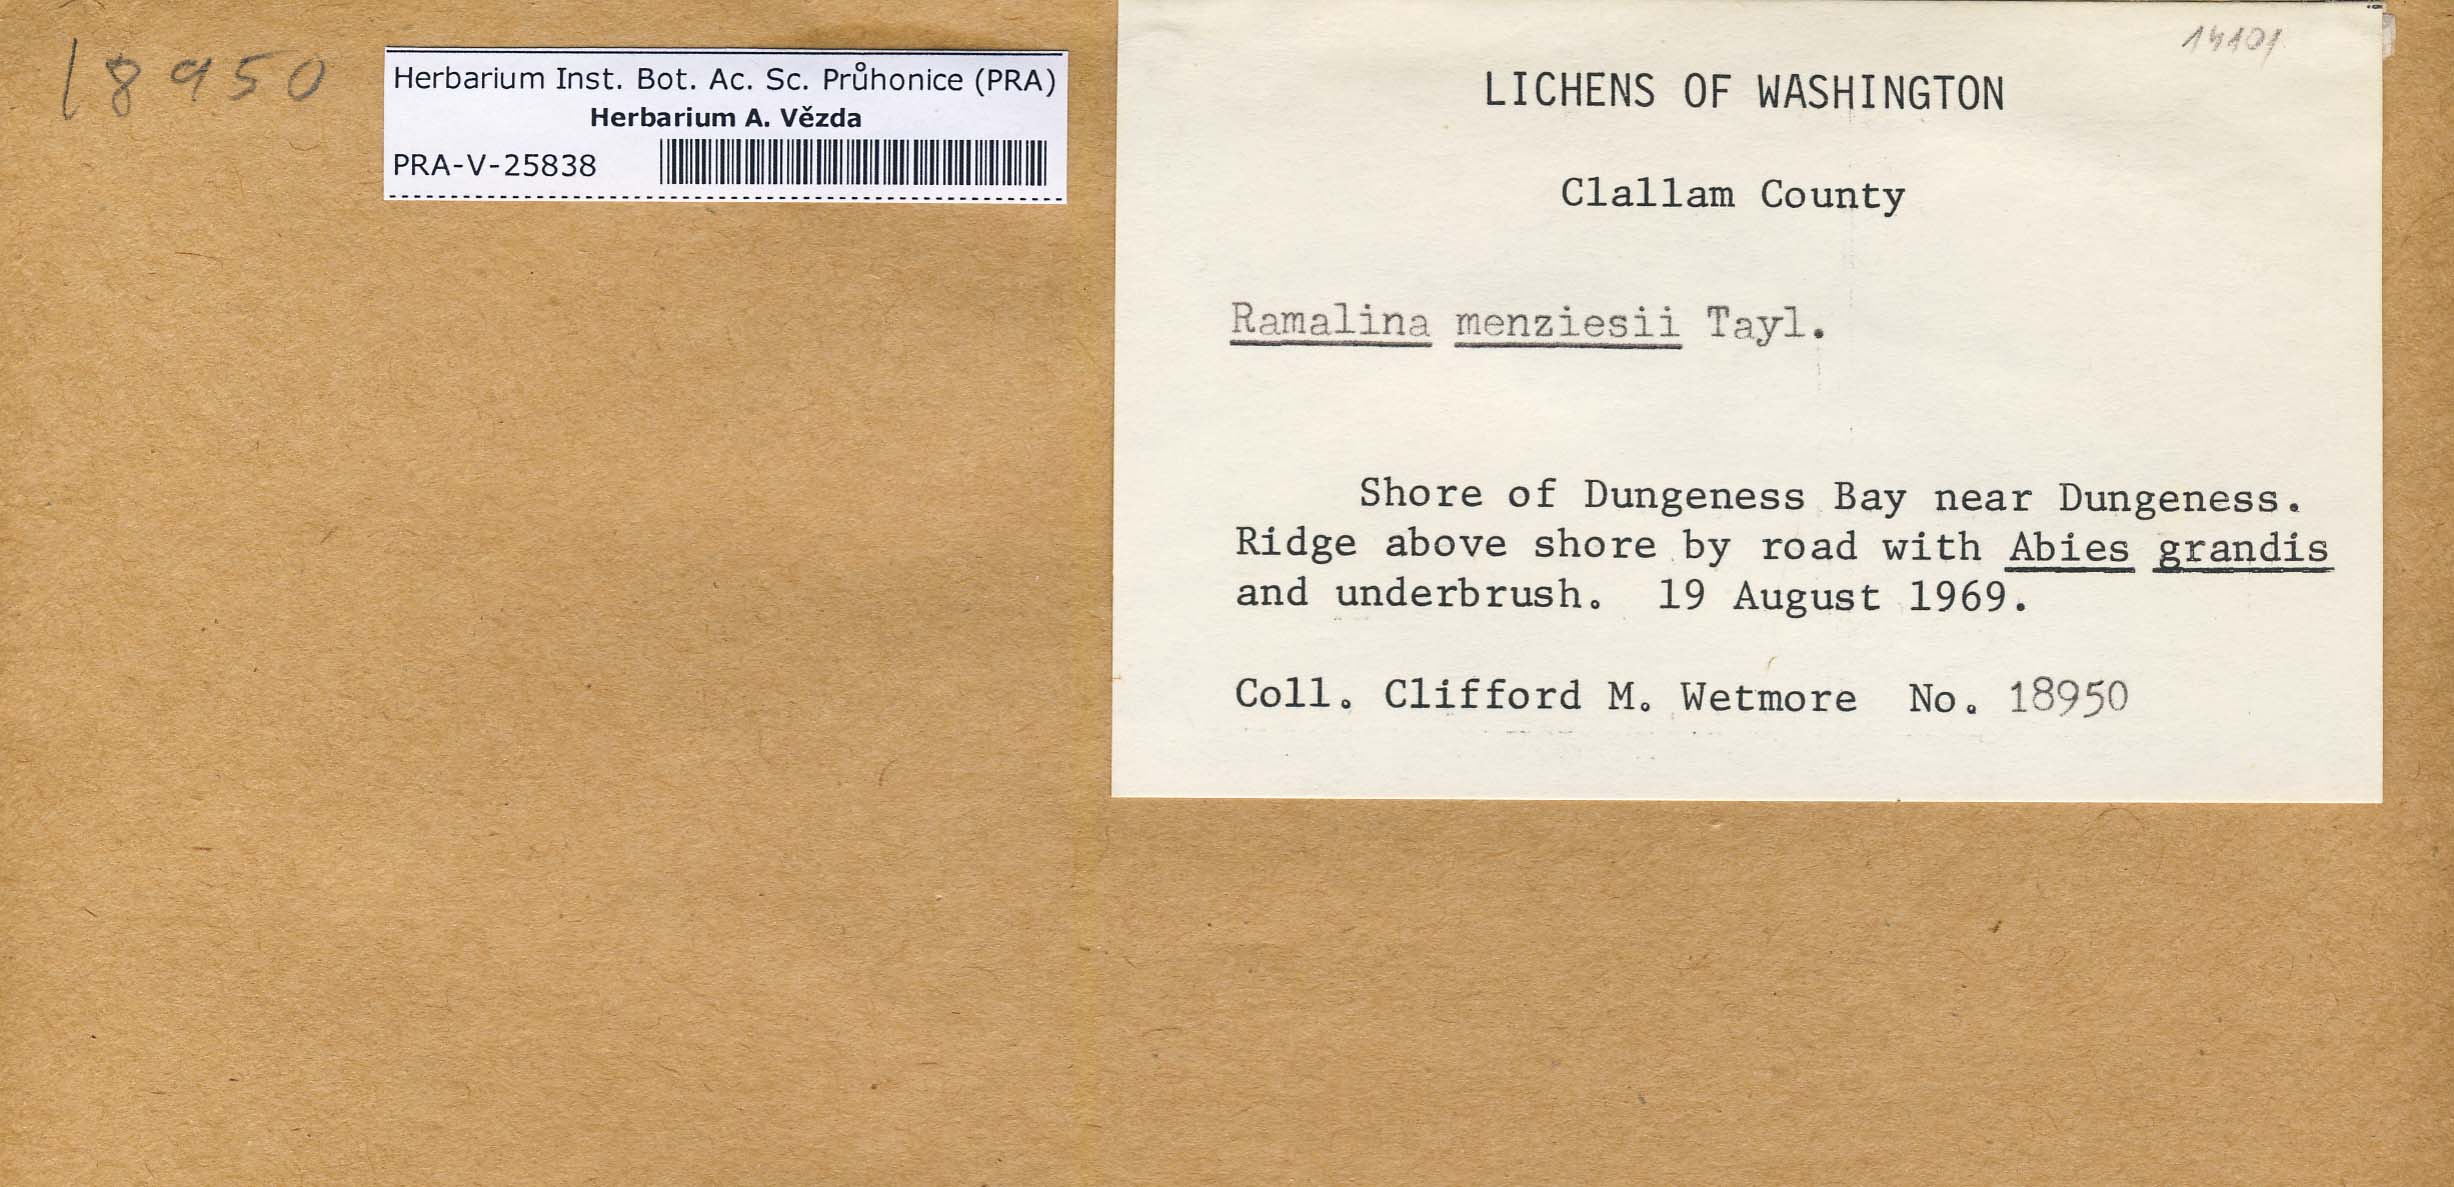 18950
Herbarium Inst. Bot. Ac. Sc. Průhonice (PRA)
Herbarium A. Vězda
PRA-V-25838
14101
LICHENS OF WASHINGTON
Clallam County
Ramalina menziesii Tayl.
Shore of Dungeness Bay near Dungeness.
Ridge above shore by road with Abies grandis
and underbrush. 19 August 1969.
Coll. Clifford M. Wetmore No. 18950